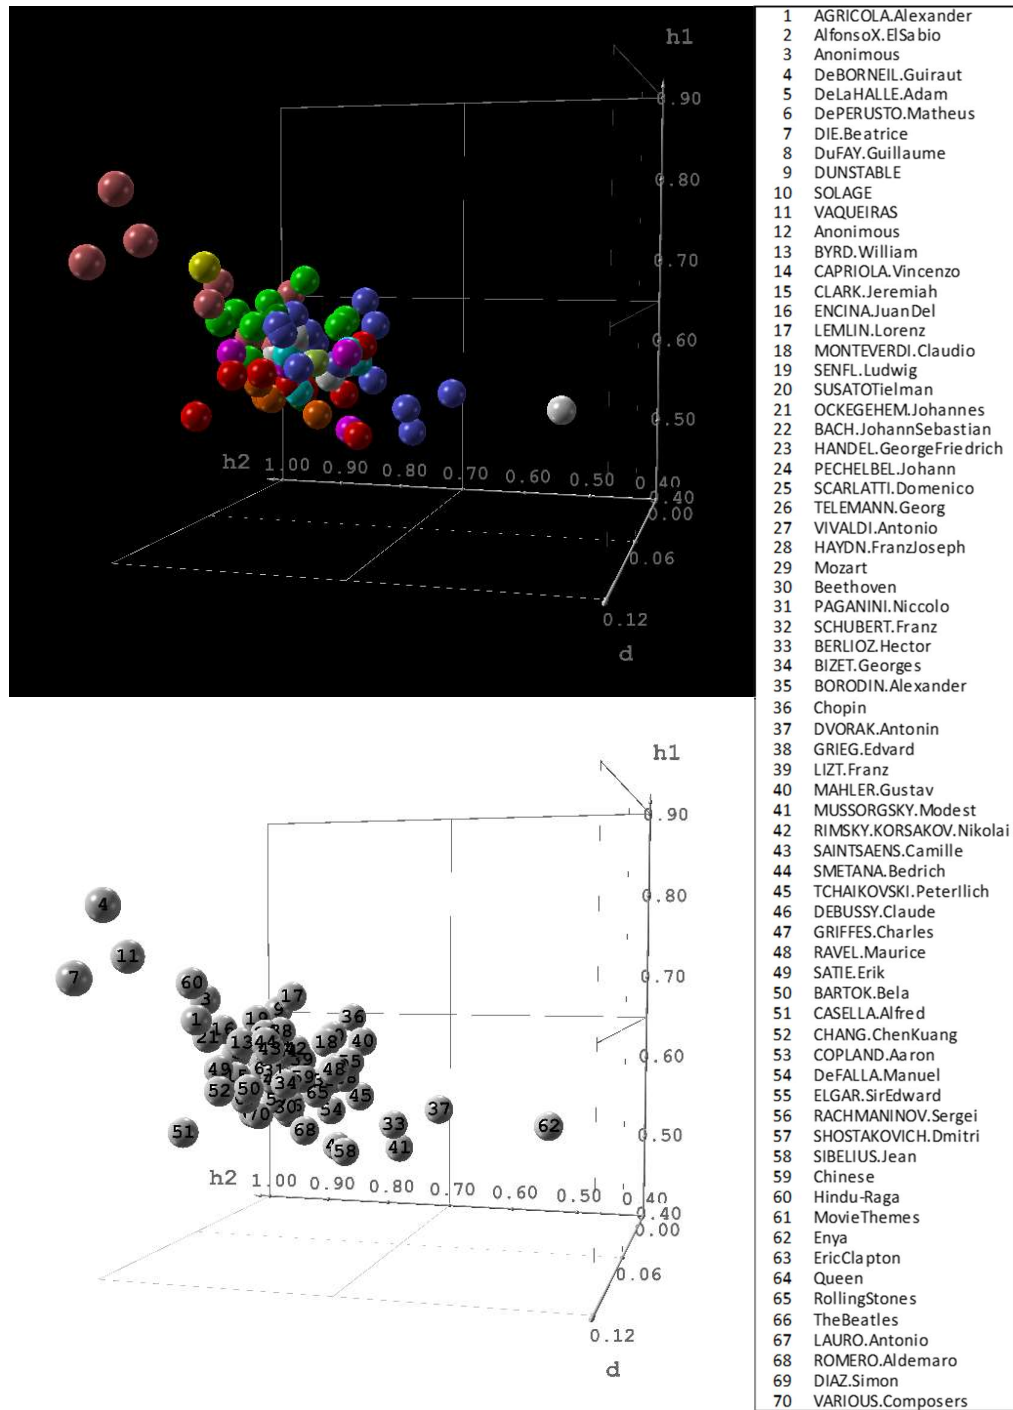 h1
0.90
0.80
0.70
0.60
0.50
h2 1.00 0.90 0.80 0.70 0.60 0.50 0.40
0.40
0.00
0.06
0.12
d
h1
0.90
4
0.80
11
7
60
0.70
3
17
9
1
19
36
16
38
21
13
44
18
40
43
42
0.60
39
55
49
48
59
52
50
34
65
45
30
54
37
70
33
62
51
68
0.50
58
41
h2 1.00 0.90 0.80 0.70 0.60 0.50 0.40
0.40
0.00
0.06
0.12
d
1 AGRICOLA.Alexander
2 AlfonsoX.ElSabio
3 Anonimous
4 DeBORNEIL.Guiraut
5 DeLaHALLE.Adam
6 DePERUSTO.Matheus
7 DIE.Beatrice
8 DuFAY.Guillaume
9 DUNSTABLE
10 SOLAGE
11 VAQUEIRAS
12 Anonimous
13 BYRD.William
14 CAPRIOLA.Vincenzo
15 CLARK.Jeremiah
16 ENCINA.JuanDel
17 LEMLIN.Lorenz
18 MONTEVERDI.Claudio
19 SENFL.Ludwig
20 SUSATOTielman
21 OCKEGEHEM.Johannes
22 BACH.JohannSebastian
23 HANDEL.GeorgeFriedrich
24 PECHELBEL.Johann
25 SCARLATTI.Domenico
26 TELEMANN.Georg
27 VIVALDI.Antonio
28 HAYDN.FranzJoseph
29 Mozart
30 Beethoven
31 PAGANINI.Niccolo
32 SCHUBERT.Franz
33 BERLIOZ.Hector
34 BIZET.Georges
35 BORODIN.Alexander
36 Chopin
37 DVORAK.Antonin
38 GRIEG.Edvard
39 LIZT.Franz
40 MAHLER.Gustav
41 MUSSORGSKY.Modest
42 RIMSKY.KORSAKOV.Nikolai
43 SAINTSAENS.Camille
44 SMETANA.Bedrich
45 TCHAIKOVSKI.PeterIlich
46 DEBUSSY.Claude
47 GRIFFES.Charles
48 RAVEL.Maurice
49 SATIE.Erik
50 BARTOK.Bela
51 CASELLA.Alfred
52 CHANG.ChenKuang
53 COPLAND.Aaron
54 DeFALLA.Manuel
55 ELGAR.SirEdward
56 RACHMANINOV.Sergei
57 SHOSTAKOVICH.Dmitri
58 SIBELIUS.Jean
59 Chinese
60 Hindu-Raga
61 MovieThemes
62 Enya
63 EricClapton
64 Queen
65 RollingStones
66 TheBeatles
67 LAURO.Antonio
68 ROMERO.Aldemaro
69 DIAZ.Simon
70 VARIOUS.Composers